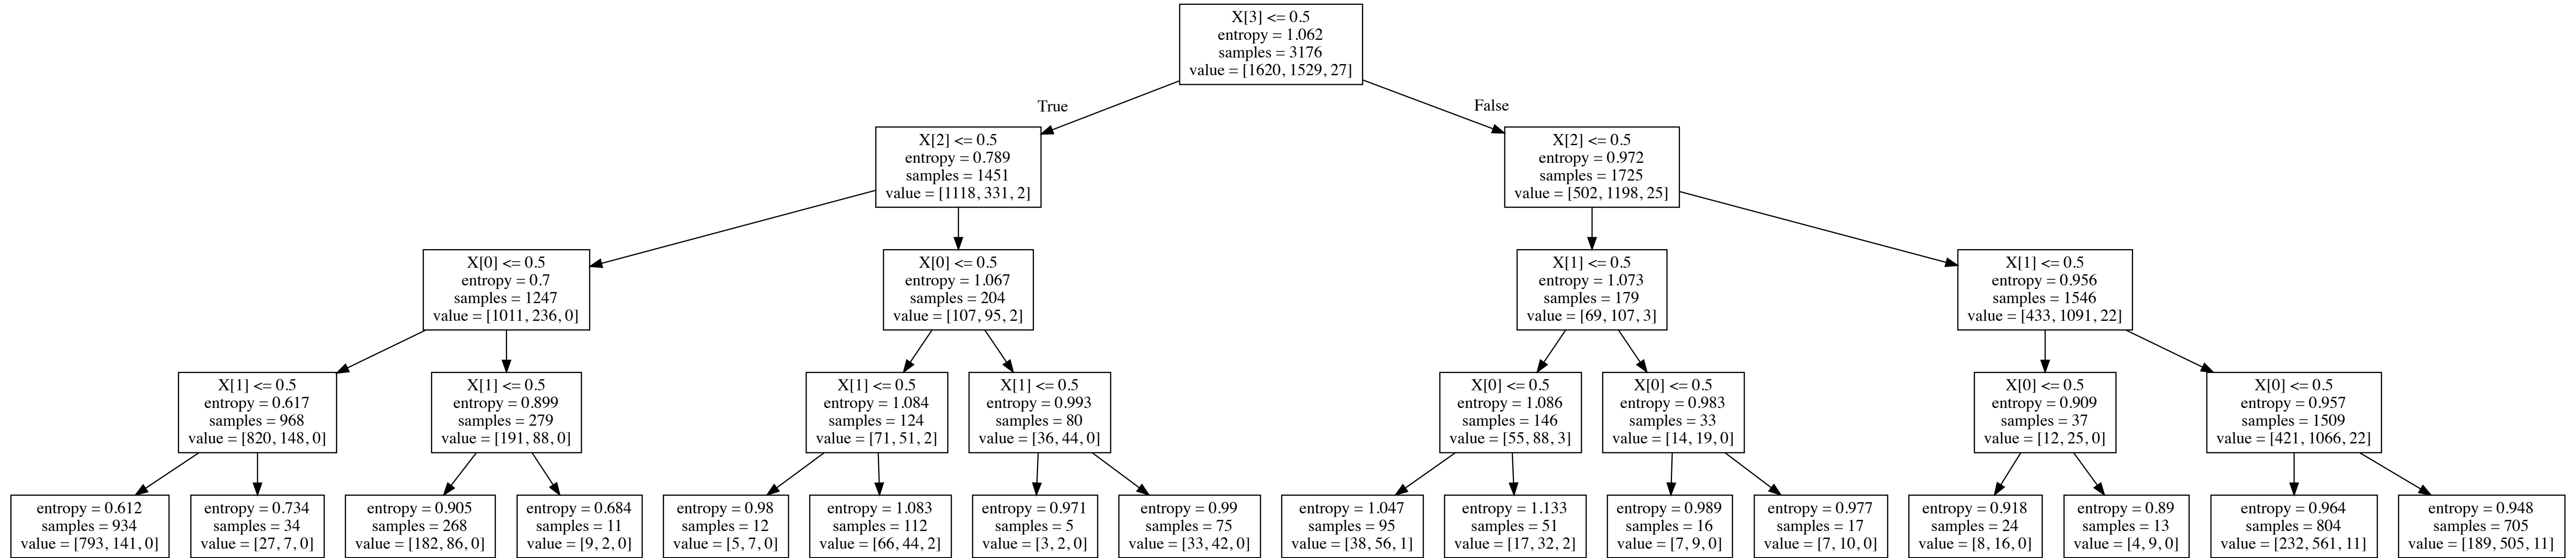 X[3] <= 0.5
entropy = 1.062
samples = 3176
value = [1620, 1529, 27]
True
False
X[2] <= 0.5
entropy = 0.789
samples = 1451
value = [1118, 331, 2]
X[2] <= 0.5
entropy = 0.972
samples = 1725
value = [502, 1198, 25]
X[0] <= 0.5
entropy = 0.7
samples = 1247
value = [1011, 236, 0]
X[0] <= 0.5
entropy = 1.067
samples = 204
value = [107, 95, 2]
X[1] <= 0.5
entropy = 1.073
samples = 179
value = [69, 107, 3]
X[1] <= 0.5
entropy = 0.956
samples = 1546
value = [433, 1091, 22]
X[1] <= 0.5
entropy = 0.617
samples = 968
value = [820, 148, 0]
X[1] <= 0.5
entropy = 0.899
samples = 279
value = [191, 88, 0]
X[1] <= 0.5
entropy = 1.084
samples = 124
value = [71, 51, 2]
X[1] <= 0.5
entropy = 0.993
samples = 80
value = [36, 44, 0]
X[0] <= 0.5
entropy = 1.086
samples = 146
value = [55, 88, 3]
X[0] <= 0.5
entropy = 0.983
samples = 33
value = [14, 19, 0]
X[0] <= 0.5
entropy = 0.909
samples = 37
value = [12, 25, 0]
X[0] <= 0.5
entropy = 0.957
samples = 1509
value = [421, 1066, 22]
entropy = 0.612
samples = 934
value = [793, 141, 0]
entropy = 0.734
samples = 34
value = [27, 7, 0]
entropy = 0.905
samples = 268
value = [182, 86, 0]
entropy = 0.684
samples = 11
value = [9, 2, 0]
entropy = 0.98
samples = 12
value = [5, 7, 0]
entropy = 1.083
samples = 112
value = [66, 44, 2]
entropy = 0.971
samples = 5
value = [3, 2, 0]
entropy = 0.99
samples = 75
value = [33, 42, 0]
entropy = 1.047
samples = 95
value = [38, 56, 1]
entropy = 1.133
samples = 51
value = [17, 32, 2]
entropy = 0.989
samples = 16
value = [7, 9, 0]
entropy = 0.977
samples = 17
value = [7, 10, 0]
entropy = 0.918
samples = 24
value = [8, 16, 0]
entropy = 0.89
samples = 13
value = [4, 9, 0]
entropy = 0.964
samples = 804
value = [232, 561, 11]
entropy = 0.948
samples = 705
value = [189, 505, 11]